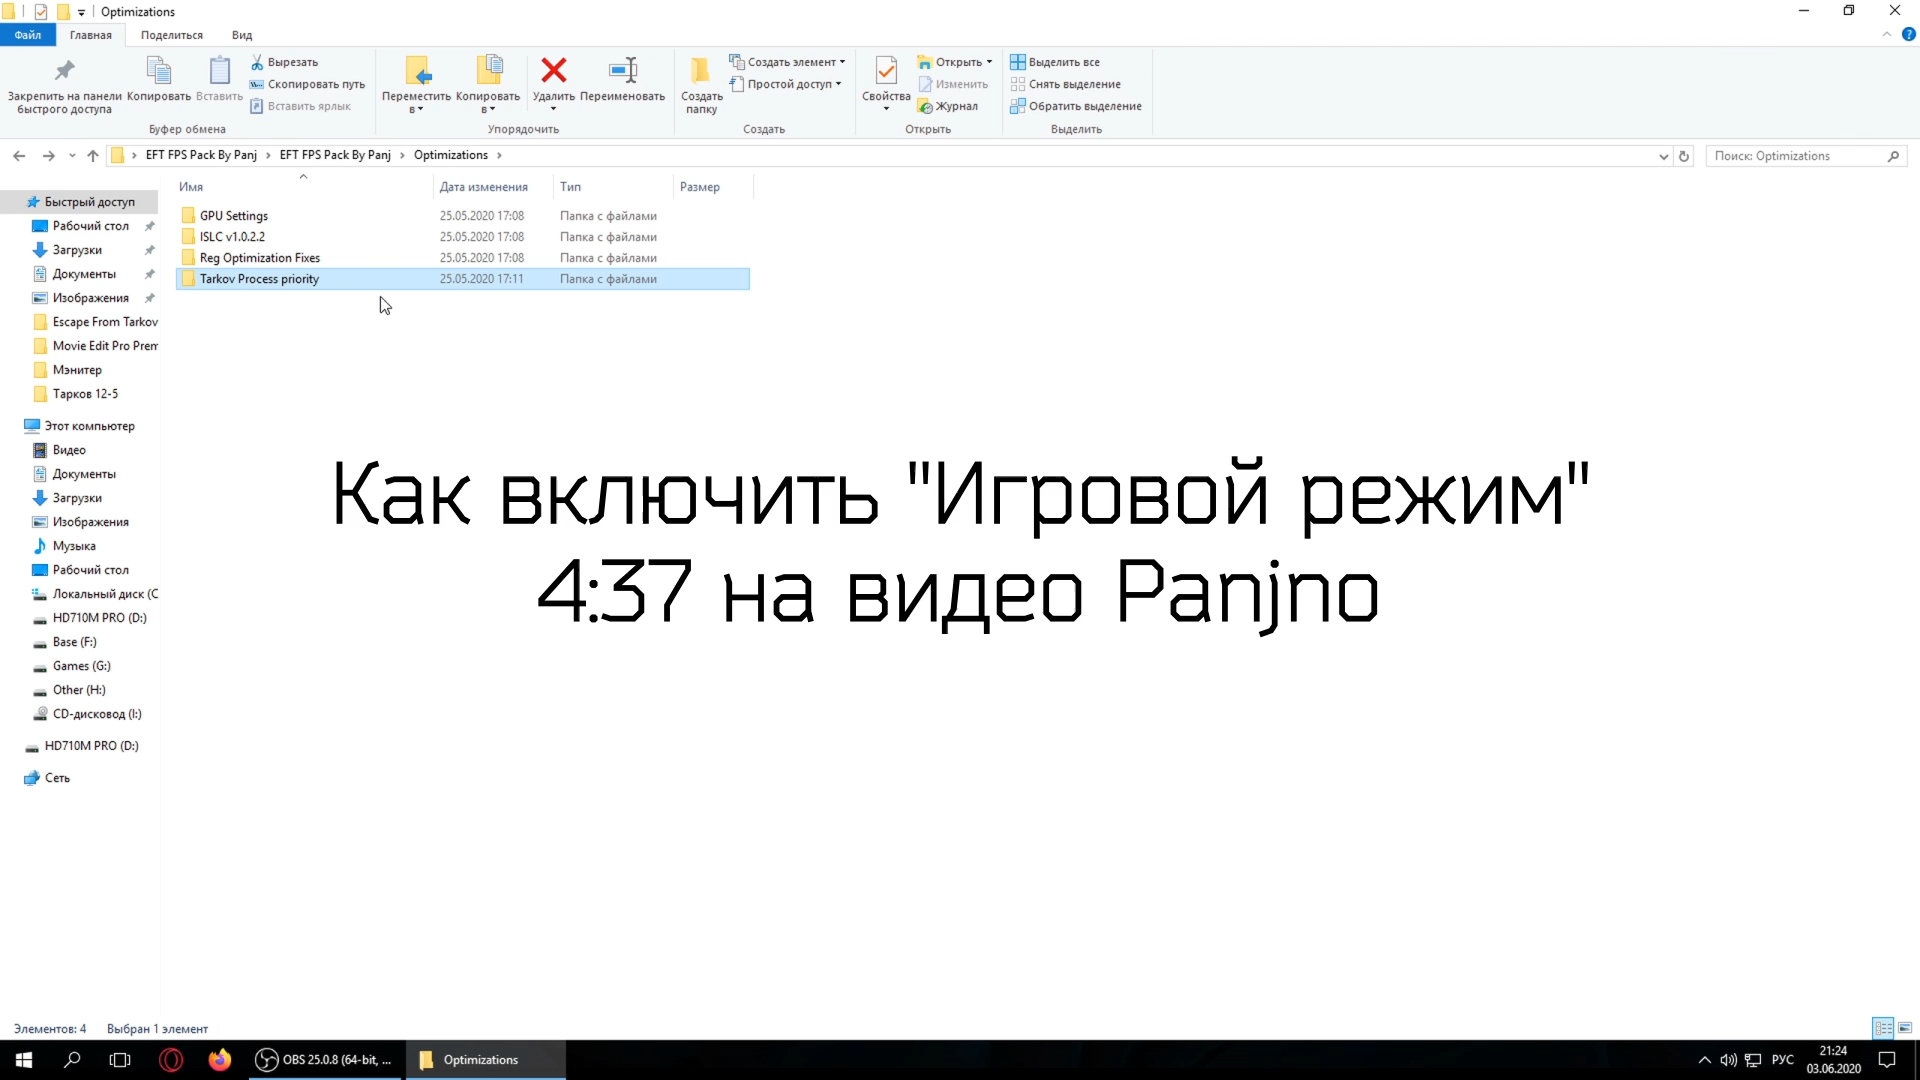 Optimizations
Файл Главная Поделиться Вид
Закрепить на панели быстрого доступа
Копировать
Вставить
Вырезать
Скопировать путь
Вставить ярлык
Буфер обмена
Переместить в
Копировать в
Удалить
Переименовать
Упорядочить
Создать папку
Создать элемент
Простой доступ
Создать
Свойства
Открыть
Изменить
Журнал
Открыть
Выделить все
Снять выделение
Обратить выделение
Выделить
EFT FPS Pack By Panj EFT FPS Pack By Panj Optimizations
Поиск: Optimizations
Имя Дата изменения Тип Размер
GPU Settings 25.05.2020 17:08 Папка с файлами
ISLC v1.0.2.2 25.05.2020 17:08 Папка с файлами
Reg Optimization Fixes 25.05.2020 17:08 Папка с файлами
Tarkov Process priority 25.05.2020 17:11 Папка с файлами
Быстрый доступ
Рабочий стол
Загрузки
Документы
Изображения
Escape From Tarkov
Movie Edit Pro Prem
Мэнитер
Тарков 12-5
Этот компьютер
Видео
Документы
Загрузки
Изображения
Музыка
Рабочий стол
Локальный диск (C
HD710M PRO (D:)
Base (F:)
Games (G:)
Other (H:)
CD-дисковод (I:)
HD710M PRO (D:)
Сеть
Как включить "Игровой режим"
4:37 на видео Panjno
Элементов: 4 Выбран 1 элемент
OBS 25.0.8 (64-bit, ...
Optimizations
РУС
21:24
03.06.2020